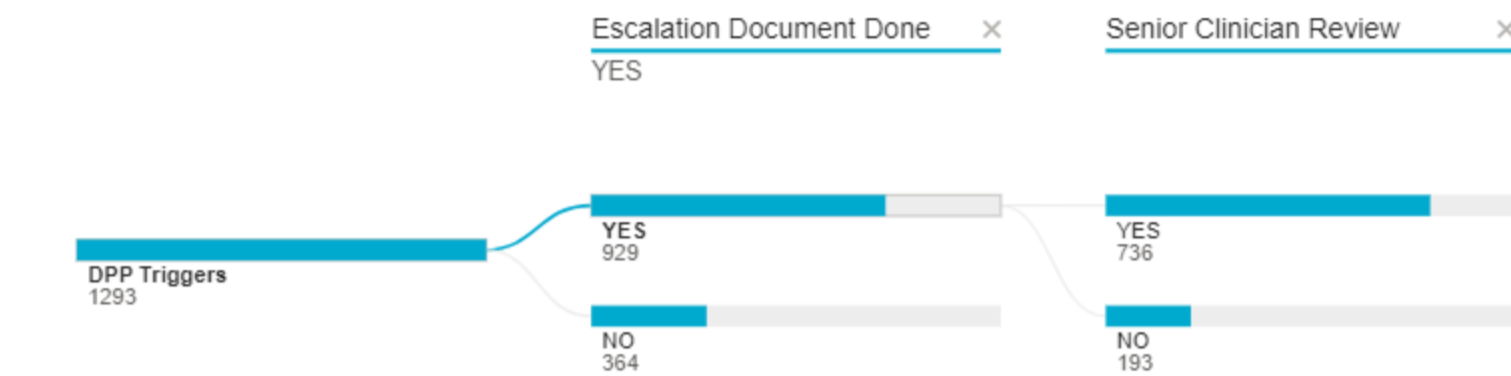 Escalation Document Done
Senior Clinician Review
YES
DPP Triggers
1293
YES
929
NO
364
YES
736
NO
193